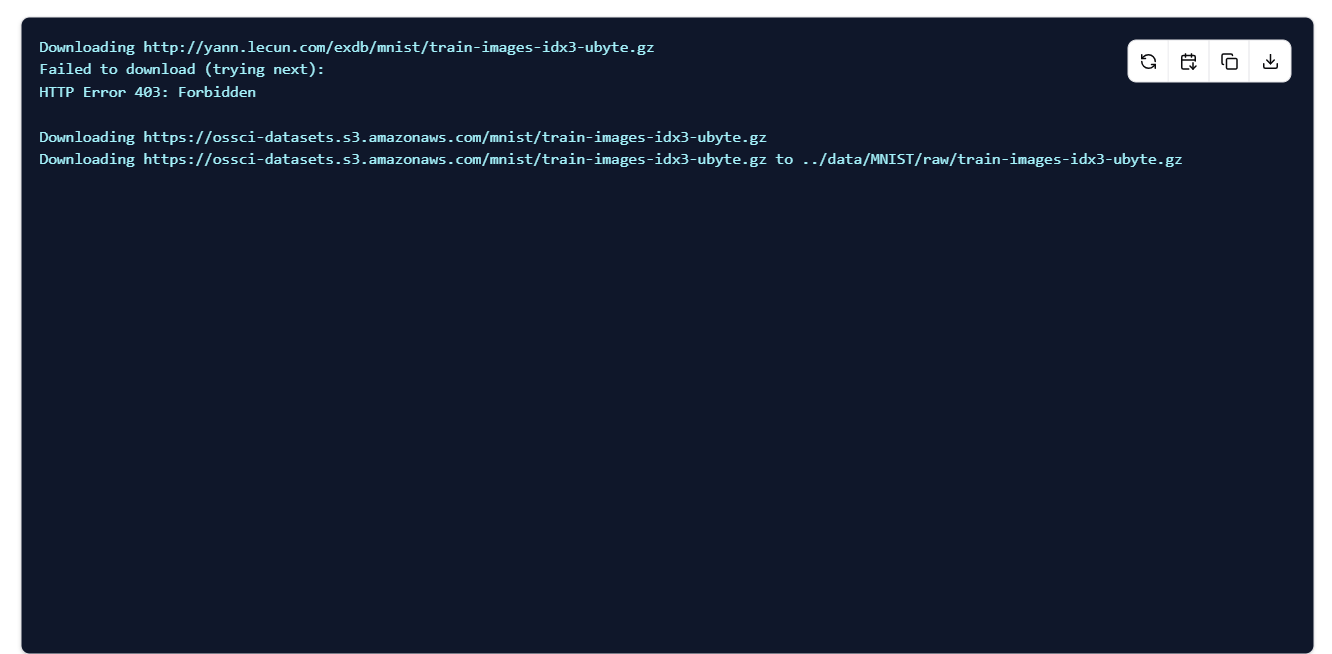 Downloading http://yann.lecun.com/exdb/mnist/train-images-idx3-ubyte.gz
Failed to download (trying next):
HTTP Error 403: Forbidden
Downloading https://ossci-datasets.s3.amazonaws.com/mnist/train-images-idx3-ubyte.gz
Downloading https://ossci-datasets.s3.amazonaws.com/mnist/train-images-idx3-ubyte.gz to ../data/MNIST/raw/train-images-idx3-ubyte.gz